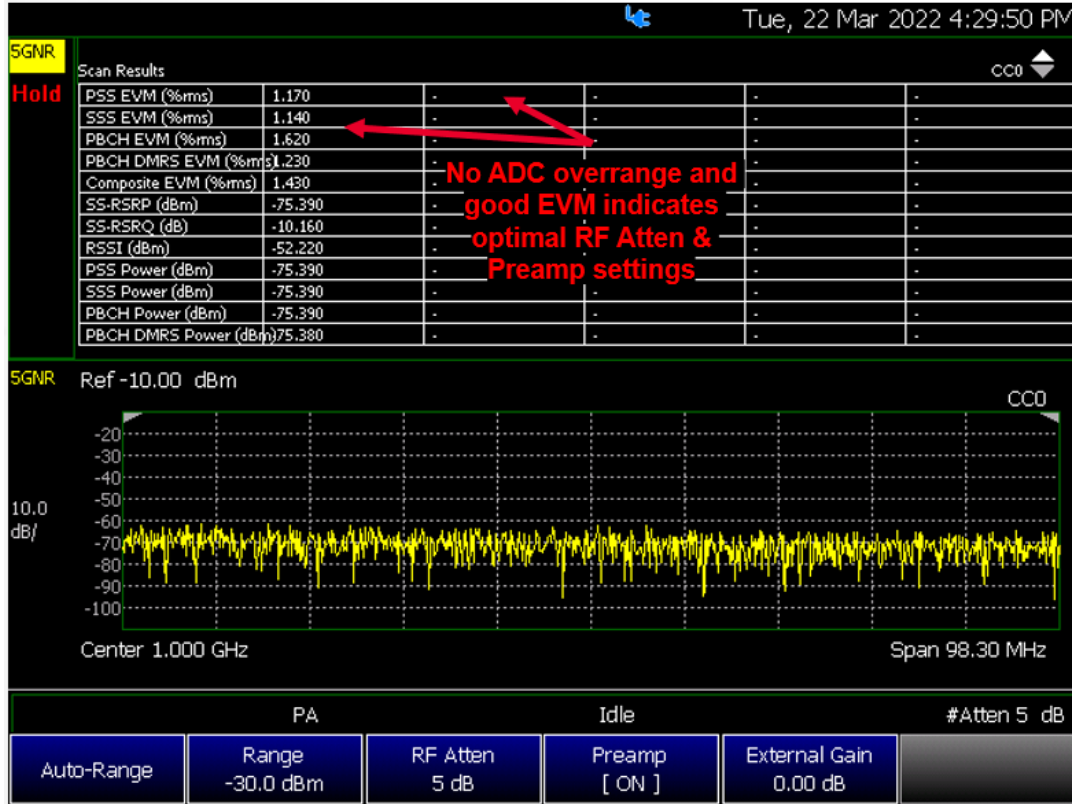 Tue, 22 Mar 2022 4:29:50 PM
5GNR
Scan Results
CC0
Hold
PSS EVM (%rms) 1.170 - - - -
SSS EVM (%rms) 1.140 - - - -
PBCH EVM (%rms) 1.620 - - - -
PBCH DMRS EVM (%rms) 1.230 - - - -
Composite EVM (%rms) 1.430 - - - -
SS-RSRP (dBm) -75.390 - - - -
SS-RSRQ (dB) -10.160 - - - -
RSSI (dBm) -52.220 - - - -
PSS Power (dBm) -75.390 - - - -
SSS Power (dBm) -75.390 - - - -
PBCH Power (dBm) -75.390 - - - -
PBCH DMRS Power (dBm)-75.380 - - - -
No ADC overrange and
good EVM indicates
optimal RF Atten &
Preamp settings
5GNR
Ref -10.00 dBm
CC0
-20
-30
-40
-50
10.0
dB/
-60
-70
-80
-90
-100
Center 1.000 GHz Span 98.30 MHz
PA Idle #Atten 5 dB
Auto-Range
Range
-30.0 dBm
RF Atten
5 dB
Preamp
[ ON ]
External Gain
0.00 dB